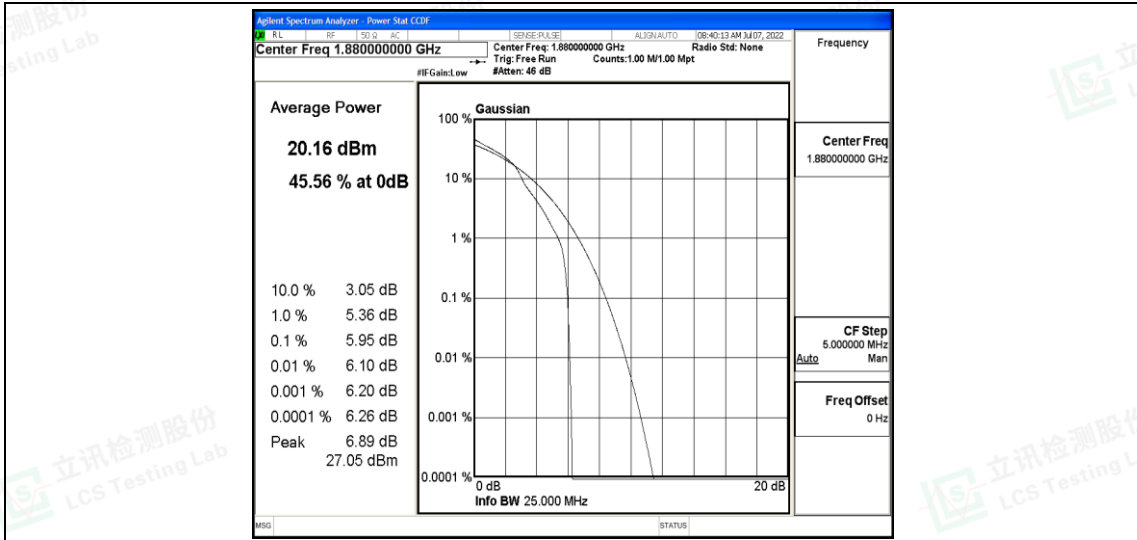 Agilent Spectrum Analyzer - Power Stat CCDF
RL RF 50 Ω AC SENSE:PULSE ALIGNAUTO 08:40:13 AM Jul 07, 2022
Center Freq 1.880000000 GHz
Center Freq: 1.880000000 GHz Radio Std: None
Trig: Free Run Counts:1.00 M/1.00 Mpt
#IFGain:Low #Atten: 46 dB
Frequency
Average Power
20.16 dBm
45.56 % at 0dB
10.0 % 3.05 dB
1.0 % 5.36 dB
0.1 % 5.95 dB
0.01 % 6.10 dB
0.001 % 6.20 dB
0.0001 % 6.26 dB
Peak 6.89 dB
27.05 dBm
Gaussian
100 %
10 %
1 %
0.1 %
0.01 %
0.001 %
0.0001 %
0 dB 20 dB
Info BW 25.000 MHz
Center Freq
1.880000000 GHz
CF Step
5.000000 MHz
Auto Man
Freq Offset
0 Hz
MSG STATUS
立讯检测股份
LCS Testing Lab
立讯检测股份
LCS Testing L